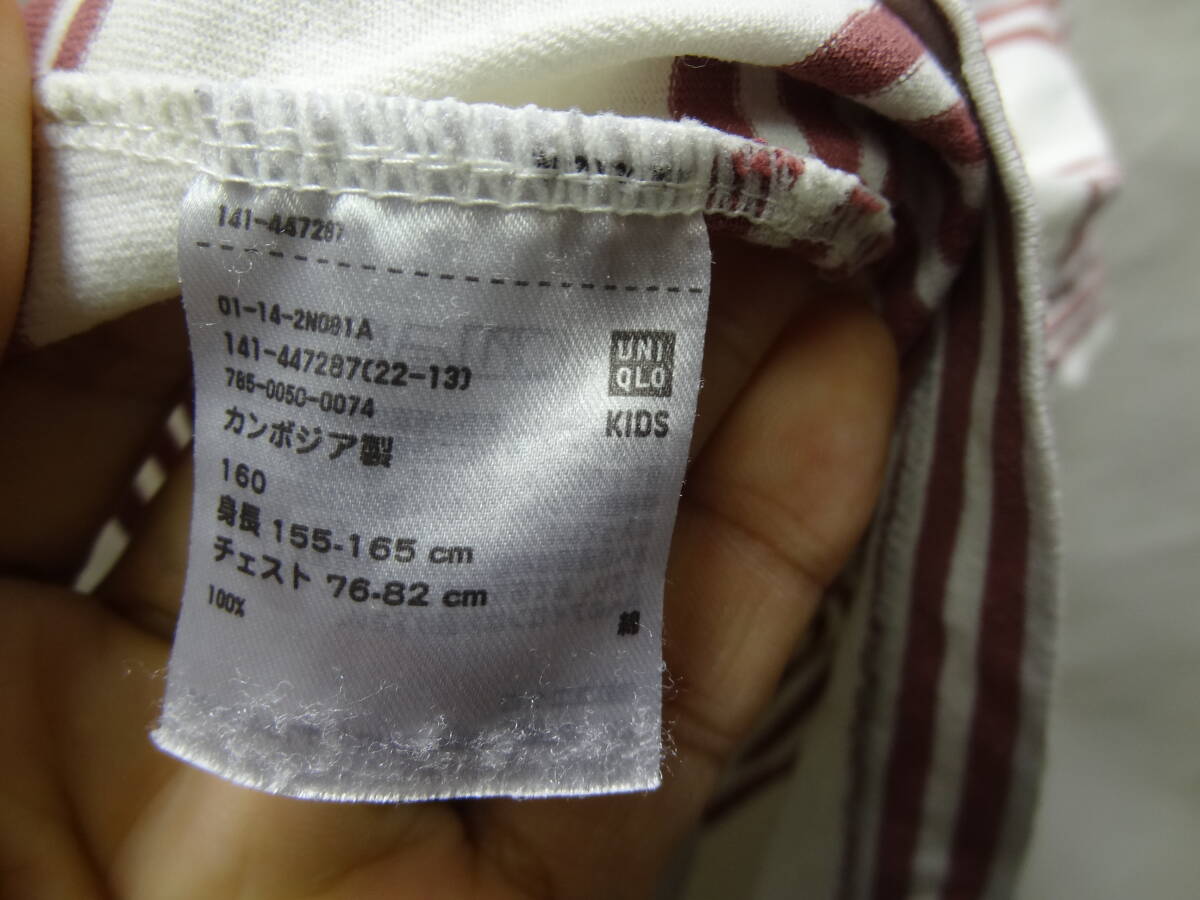 141-447287
01-14-2N081A
141-447287(22-13)
765-0050-0074
カンボジア製
160
身長 155-165 cm
チェスト 76-82 cm
100% 綿
UNI
QLO
KIDS